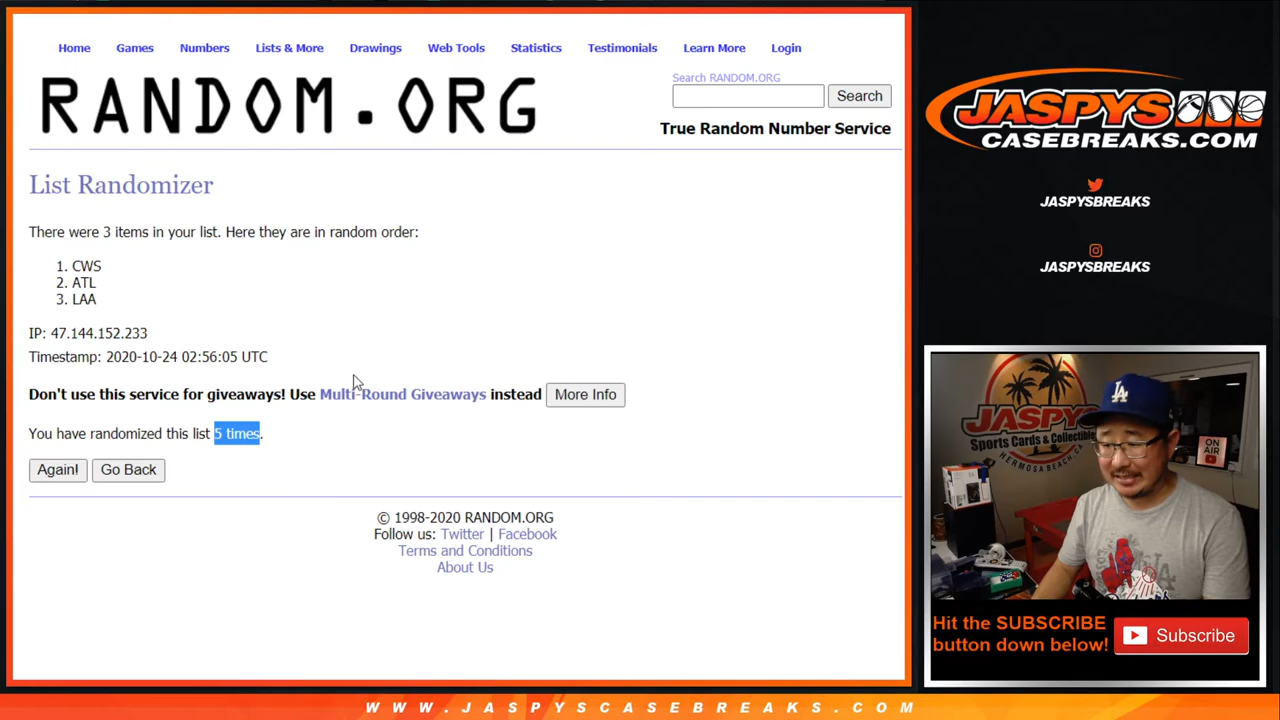 Home Games Numbers Lists & More Drawings Web Tools Statistics Testimonials Learn More Login
RANDOM.ORG
Search RANDOM.ORG
Search
True Random Number Service
List Randomizer
There were 3 items in your list. Here they are in random order:
1. CWS
2. ATL
3. LAA
IP: 47.144.152.233
Timestamp: 2020-10-24 02:56:05 UTC
Don't use this service for giveaways! Use Multi-Round Giveaways instead More Info
You have randomized this list 5 times.
Again! Go Back
© 1998-2020 RANDOM.ORG
Follow us: Twitter | Facebook
Terms and Conditions
About Us
JASPYS
CASEBREAKS.COM
JASPYSBREAKS
JASPYSBREAKS
JASPYS
Sports Cards & Collectibles
HERMOSA BEACH, CA
ON AIR
LA
Hit the SUBSCRIBE
button down below!
Subscribe
WWW.JASPYSCASEBREAKS.COM